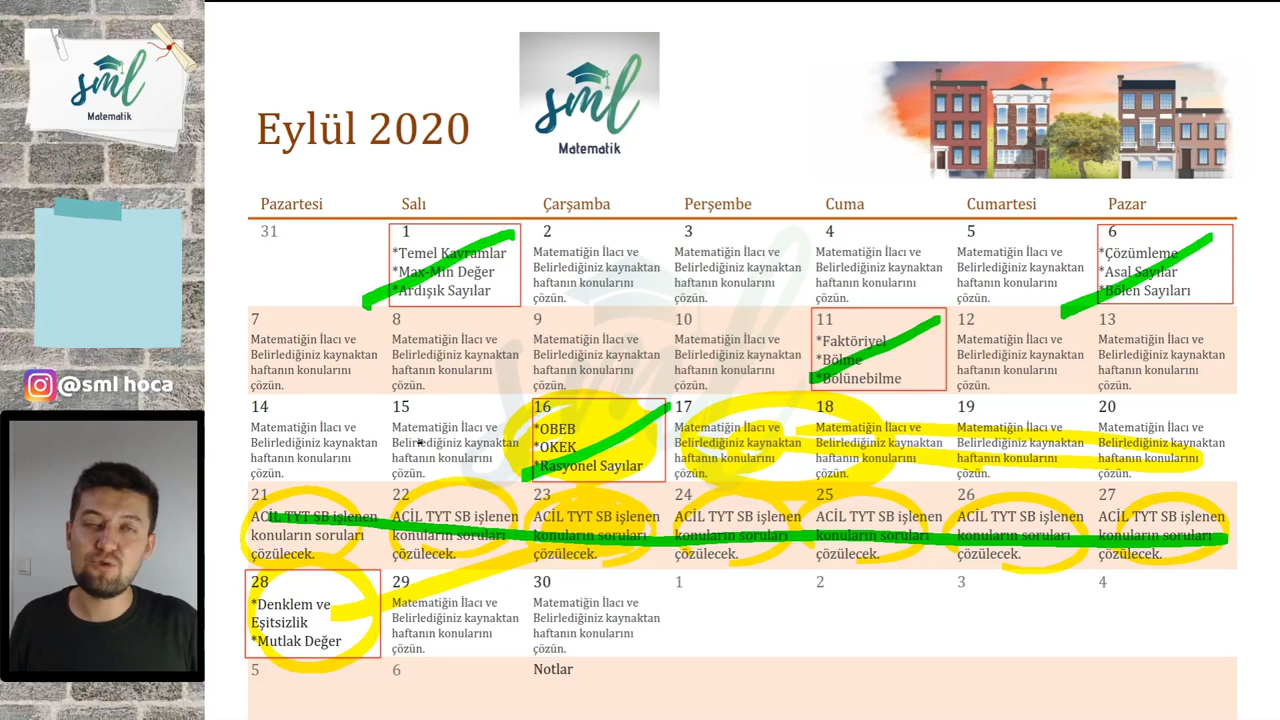 sml
Matematik
@sml hoca
sml
Matematik
Eylül 2020
Pazartesi Salı Çarşamba Perşembe Cuma Cumartesi Pazar
31 1 2 3 4 5 6
*Temel Kavramlar
*Max-Min Değer
*Ardışık Sayılar
Matematiğin İlacı ve
Belirlediğiniz kaynaktan
haftanın konularını
çözün.
Matematiğin İlacı ve
Belirlediğiniz kaynaktan
haftanın konularını
çözün.
Matematiğin İlacı ve
Belirlediğiniz kaynaktan
haftanın konularını
çözün.
Matematiğin İlacı ve
Belirlediğiniz kaynaktan
haftanın konularını
çözün.
*Çözümleme
*Asal Sayılar
*Bölen Sayıları
7 8 9 10 11 12 13
Matematiğin İlacı ve
Belirlediğiniz kaynaktan
haftanın konularını
çözün.
Matematiğin İlacı ve
Belirlediğiniz kaynaktan
haftanın konularını
çözün.
Matematiğin İlacı ve
Belirlediğiniz kaynaktan
haftanın konularını
çözün.
Matematiğin İlacı ve
Belirlediğiniz kaynaktan
haftanın konularını
çözün.
*Faktöriyel
*Bölme
*Bölünebilme
Matematiğin İlacı ve
Belirlediğiniz kaynaktan
haftanın konularını
çözün.
Matematiğin İlacı ve
Belirlediğiniz kaynaktan
haftanın konularını
çözün.
14 15 16 17 18 19 20
Matematiğin İlacı ve
Belirlediğiniz kaynaktan
haftanın konularını
çözün.
Matematiğin İlacı ve
Belirlediğiniz kaynaktan
haftanın konularını
çözün.
*OBEB
*OKEK
*Rasyonel Sayılar
Matematiğin İlacı ve
Belirlediğiniz kaynaktan
haftanın konularını
çözün.
Matematiğin İlacı ve
Belirlediğiniz kaynaktan
haftanın konularını
çözün.
Matematiğin İlacı ve
Belirlediğiniz kaynaktan
haftanın konularını
çözün.
Matematiğin İlacı ve
Belirlediğiniz kaynaktan
haftanın konularını
çözün.
21 22 23 24 25 26 27
ACİL TYT SB işlenen
konuların soruları
çözülecek.
ACİL TYT SB işlenen
konuların soruları
çözülecek.
ACİL TYT SB işlenen
konuların soruları
çözülecek.
ACİL TYT SB işlenen
konuların soruları
çözülecek.
ACİL TYT SB işlenen
konuların soruları
çözülecek.
ACİL TYT SB işlenen
konuların soruları
çözülecek.
ACİL TYT SB işlenen
konuların soruları
çözülecek.
28 29 30 1 2 3 4
*Denklem ve
Eşitsizlik
*Mutlak Değer
Matematiğin İlacı ve
Belirlediğiniz kaynaktan
haftanın konularını
çözün.
Matematiğin İlacı ve
Belirlediğiniz kaynaktan
haftanın konularını
çözün.
5 6 Notlar